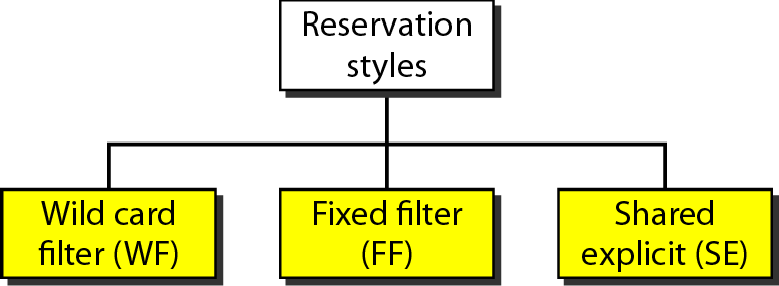 Reservation
styles
Wild card
filter (WF)
Fixed filter
(FF)
Shared
explicit (SE)